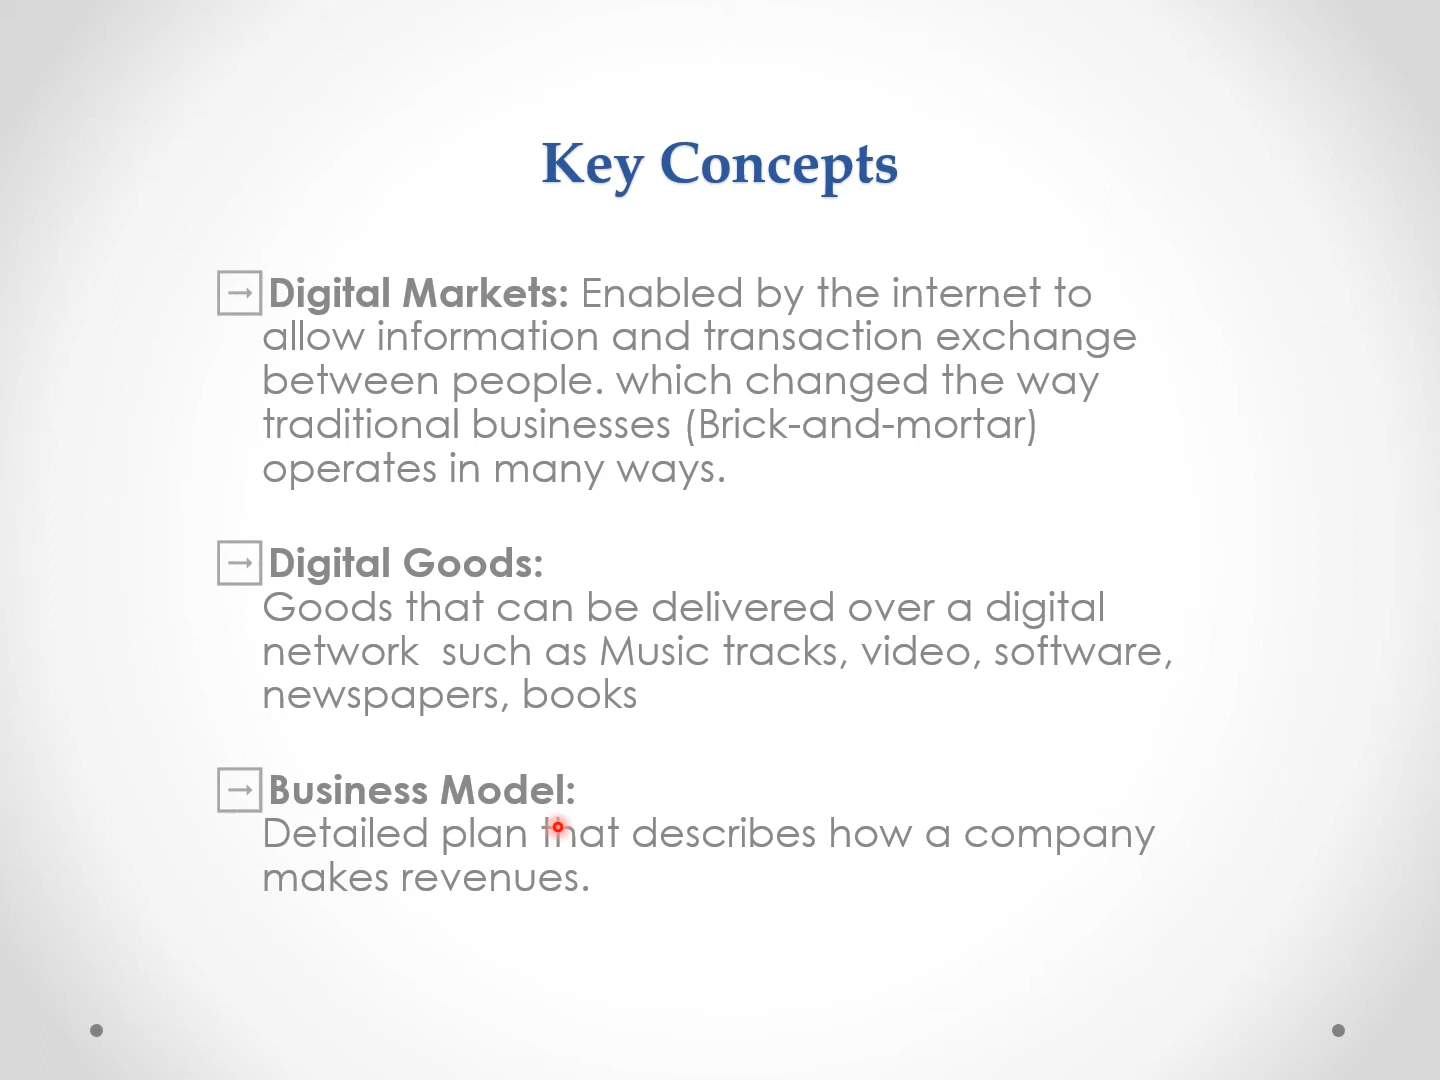 Key Concepts
Digital Markets: Enabled by the internet to
allow information and transaction exchange
between people. which changed the way
traditional businesses (Brick-and-mortar)
operates in many ways.
Digital Goods:
Goods that can be delivered over a digital
network  such as Music tracks, video, software,
newspapers, books
Business Model:
Detailed plan that describes how a company
makes revenues.